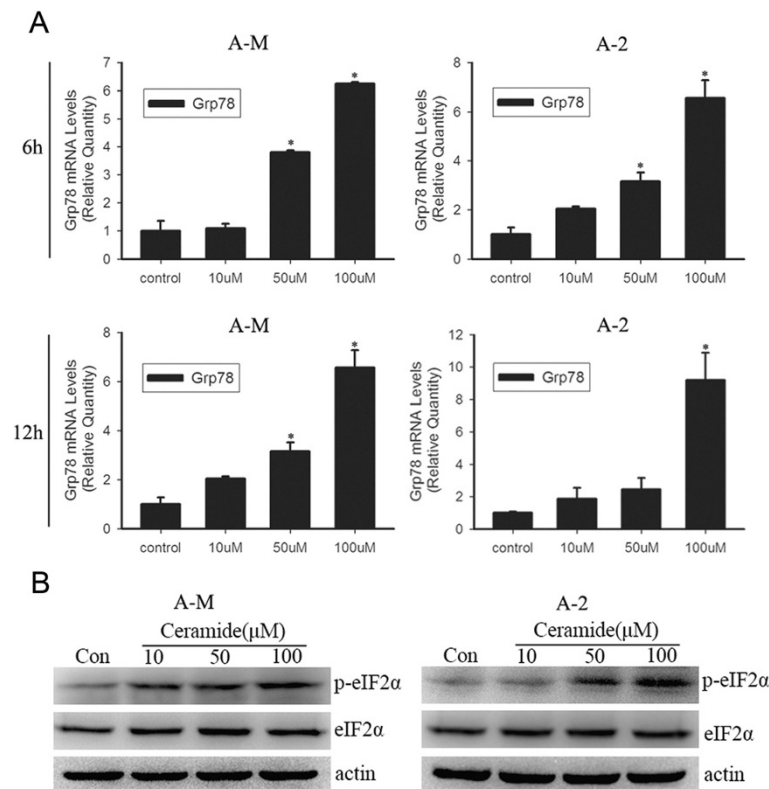 A
A-M
A-2
6h
Grp78 mRNA Levels
(Relative Quantity)
7
6
5
4
3
2
1
0
Grp78
*
*
control 10uM 50uM 100uM
Grp78 mRNA Levels
(Relative Quantity)
8
6
4
2
0
Grp78
*
*
control 10uM 50uM 100uM
A-M
A-2
12h
Grp78 mRNA Levels
(Relative Quantity)
8
6
4
2
0
Grp78
*
*
control 10uM 50uM 100uM
Grp78 mRNA Levels
(Relative Quantity)
12
10
8
6
4
2
0
Grp78
*
control 10uM 50uM 100uM
B
A-M
Ceramide(μM)
Con 10 50 100
p-eIF2α
eIF2α
actin
A-2
Ceramide(μM)
Con 10 50 100
p-eIF2α
eIF2α
actin